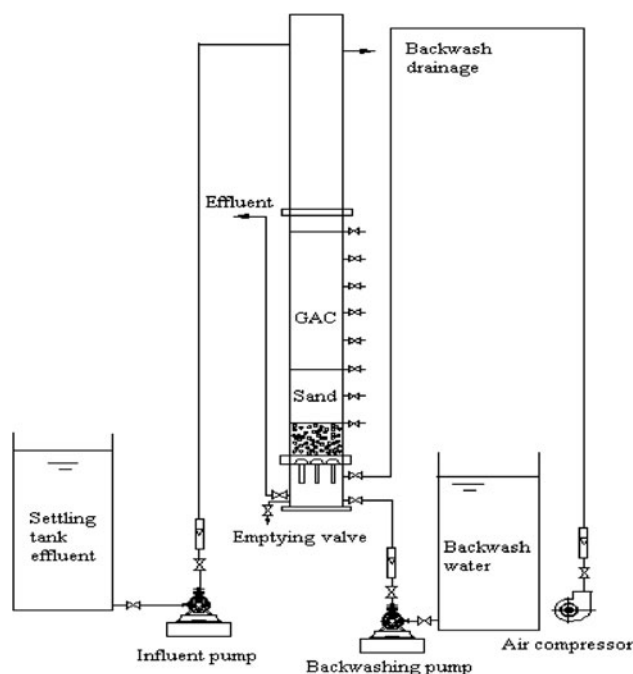 Backwash
drainage
Effluent
GAC
Sand
Settling
tank
effluent
Emptying valve
Backwash
water
Influent pump
Backwashing pump
Air compressor